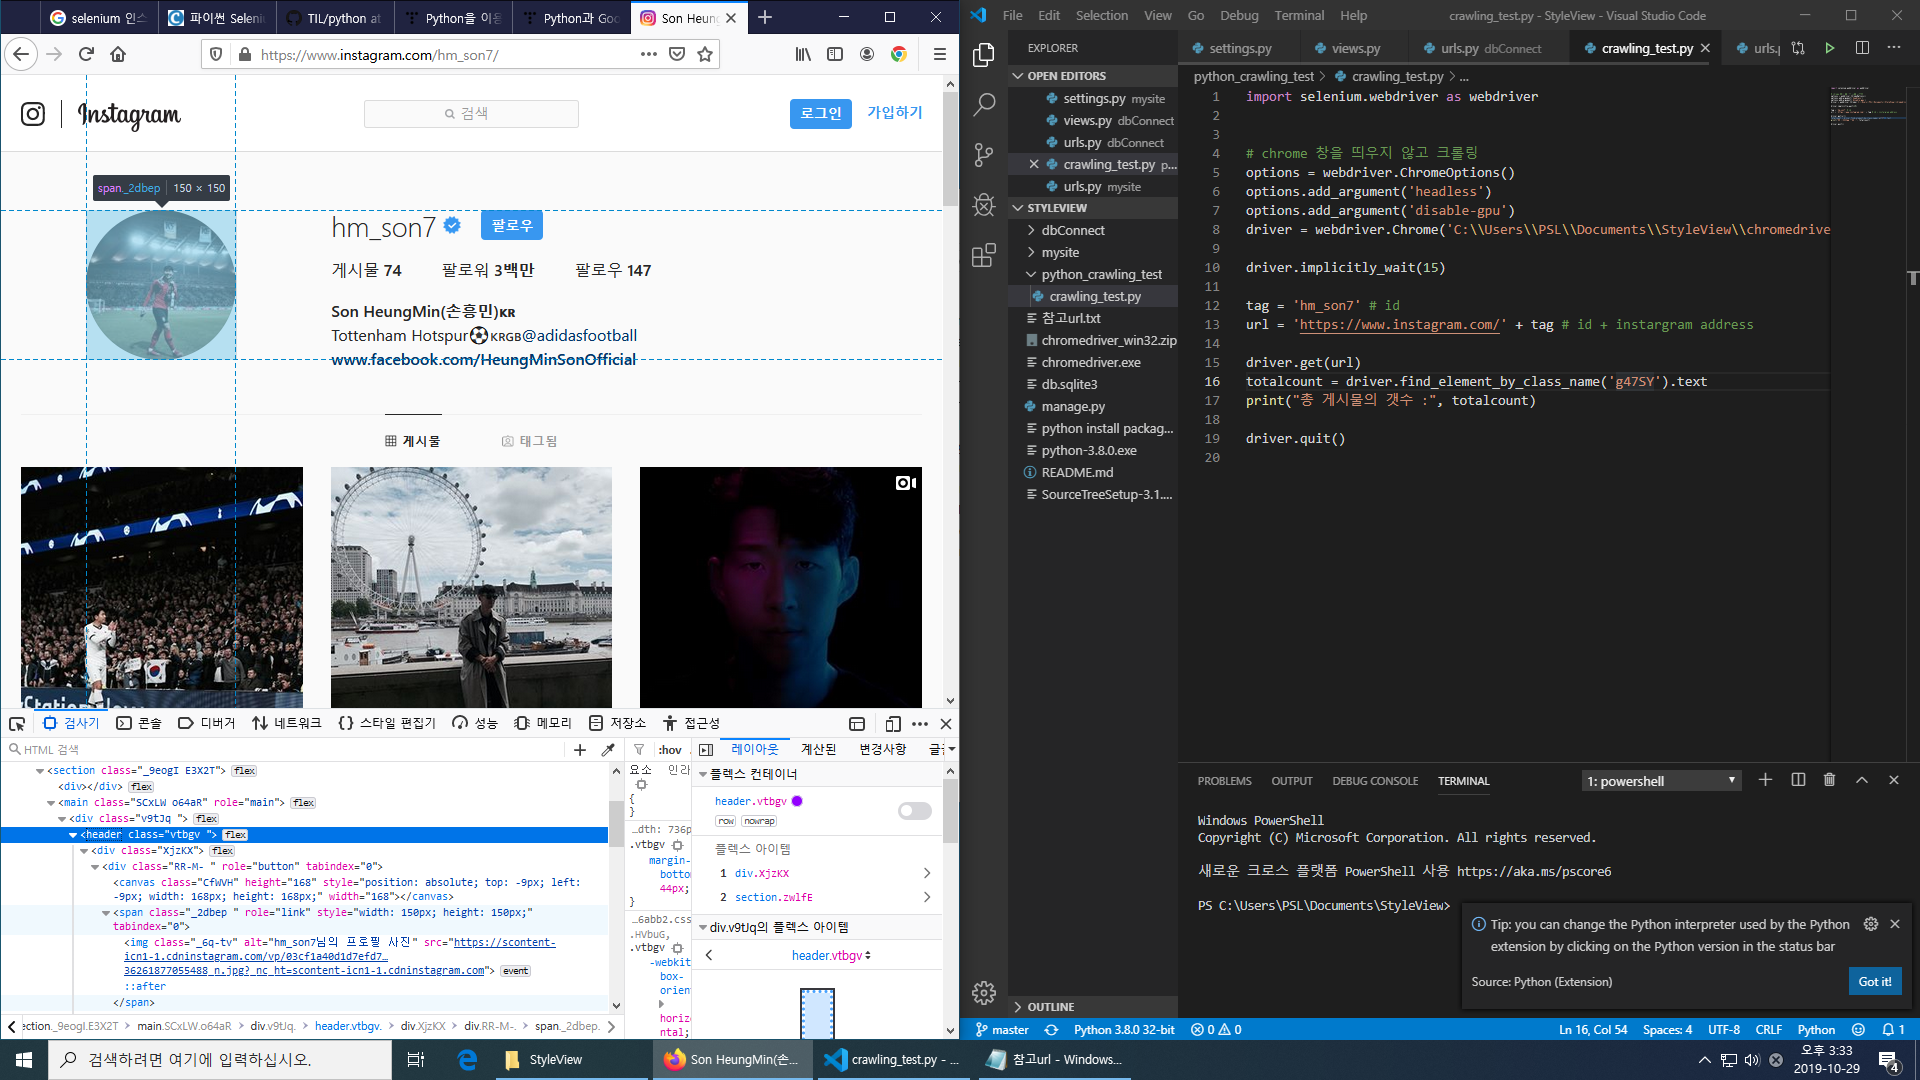 selenium 인스
파이썬 Seleni
TIL/python at
Python을 이용
Python과 Goo
Son Heung
https://www.instagram.com/hm_son7/
Instagram
검색
로그인
가입하기
span._2dbep 150 × 150
hm_son7
팔로우
게시물 74 팔로워 3백만 팔로우 147
Son HeungMin(손흥민)KR
Tottenham Hotspur⚽KRGB@adidasfootball
www.facebook.com/HeungMinSonOfficial
게시물
태그됨
검사기 콘솔 디버거 네트워크 스타일 편집기 성능 메모리 저장소 접근성
HTML 검색
<section class="_9eogI E3X2T"> flex
<div></div> flex
<main class="SCxLW o64aR" role="main"> flex
<div class="v9tJq "> flex
<header class="vtbgv "> flex
<div class="XjzKX"> flex
<div class="RR-M- " role="button" tabindex="0">
<canvas class="CfWVH" height="168" style="position: absolute; top: -9px; left:
-9px; width: 168px; height: 168px;" width="168"></canvas>
<span class="_2dbep " role="link" style="width: 150px; height: 150px;"
tabindex="0">
<img class="_6q-tv" alt="hm_son7님의 프로필 사진" src="https://scontent-
icn1-1.cdninstagram.com/vp/03cf1a40d1d7efd7…
36261877055488_n.jpg?_nc_ht=scontent-icn1-1.cdninstagram.com"> event
::after
</span>
ection._9eogI.E3X2T main.SCxLW.o64aR div.v9tJq. header.vtbgv. div.XjzKX div.RR-M-. span._2dbep.
:hov
요소 인라
{
}
…dth: 736p
.vtbgv
margin-
botto
44px;
}
…6abb2.css
.HVbuG,
.vtbgv
-webkit
box-
orien
horiz
ntal;
레이아웃 계산된 변경사항 글
플렉스 컨테이너
header.vtbgv
row nowrap
플렉스 아이템
1 div.XjzKX
2 section.zwlfE
div.v9tJq의 플렉스 아이템
header.vtbgv
File Edit Selection View Go Debug Terminal Help
crawling_test.py - StyleView - Visual Studio Code
EXPLORER
OPEN EDITORS
settings.py mysite
views.py dbConnect
urls.py dbConnect
crawling_test.py p...
urls.py mysite
STYLEVIEW
dbConnect
mysite
python_crawling_test
crawling_test.py
참고url.txt
chromedriver_win32.zip
chromedriver.exe
db.sqlite3
manage.py
python install packag...
python-3.8.0.exe
README.md
SourceTreeSetup-3.1....
OUTLINE
settings.py
views.py
urls.py dbConnect
crawling_test.py
urls.p
python_crawling_test > crawling_test.py > ...
1 import selenium.webdriver as webdriver
2
3
4 # chrome 창을 띄우지 않고 크롤링
5 options = webdriver.ChromeOptions()
6 options.add_argument('headless')
7 options.add_argument('disable-gpu')
8 driver = webdriver.Chrome('C:\\Users\\PSL\\Documents\\StyleView\\chromedrive
9
10 driver.implicitly_wait(15)
11
12 tag = 'hm_son7' # id
13 url = 'https://www.instagram.com/' + tag # id + instargram address
14
15 driver.get(url)
16 totalcount = driver.find_element_by_class_name('g47SY').text
17 print("총 게시물의 갯수 :", totalcount)
18
19 driver.quit()
20
PROBLEMS OUTPUT DEBUG CONSOLE TERMINAL
1: powershell
Windows PowerShell
Copyright (C) Microsoft Corporation. All rights reserved.
새로운 크로스 플랫폼 PowerShell 사용 https://aka.ms/pscore6
PS C:\Users\PSL\Documents\StyleView>
Tip: you can change the Python interpreter used by the Python
extension by clicking on the Python version in the status bar
Source: Python (Extension)
Got it!
master Python 3.8.0 32-bit 0 0 Ln 16, Col 54 Spaces: 4 UTF-8 CRLF Python 1
검색하려면 여기에 입력하십시오.
StyleView
Son HeungMin(손...
crawling_test.py - ...
참고url - Windows...
오후 3:33
2019-10-29
4